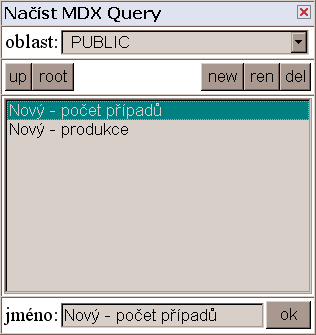 Načíst MDX Query
oblast: PUBLIC
up root new ren del
Nový - počet případů
Nový - produkce
jméno: Nový - počet případů ok